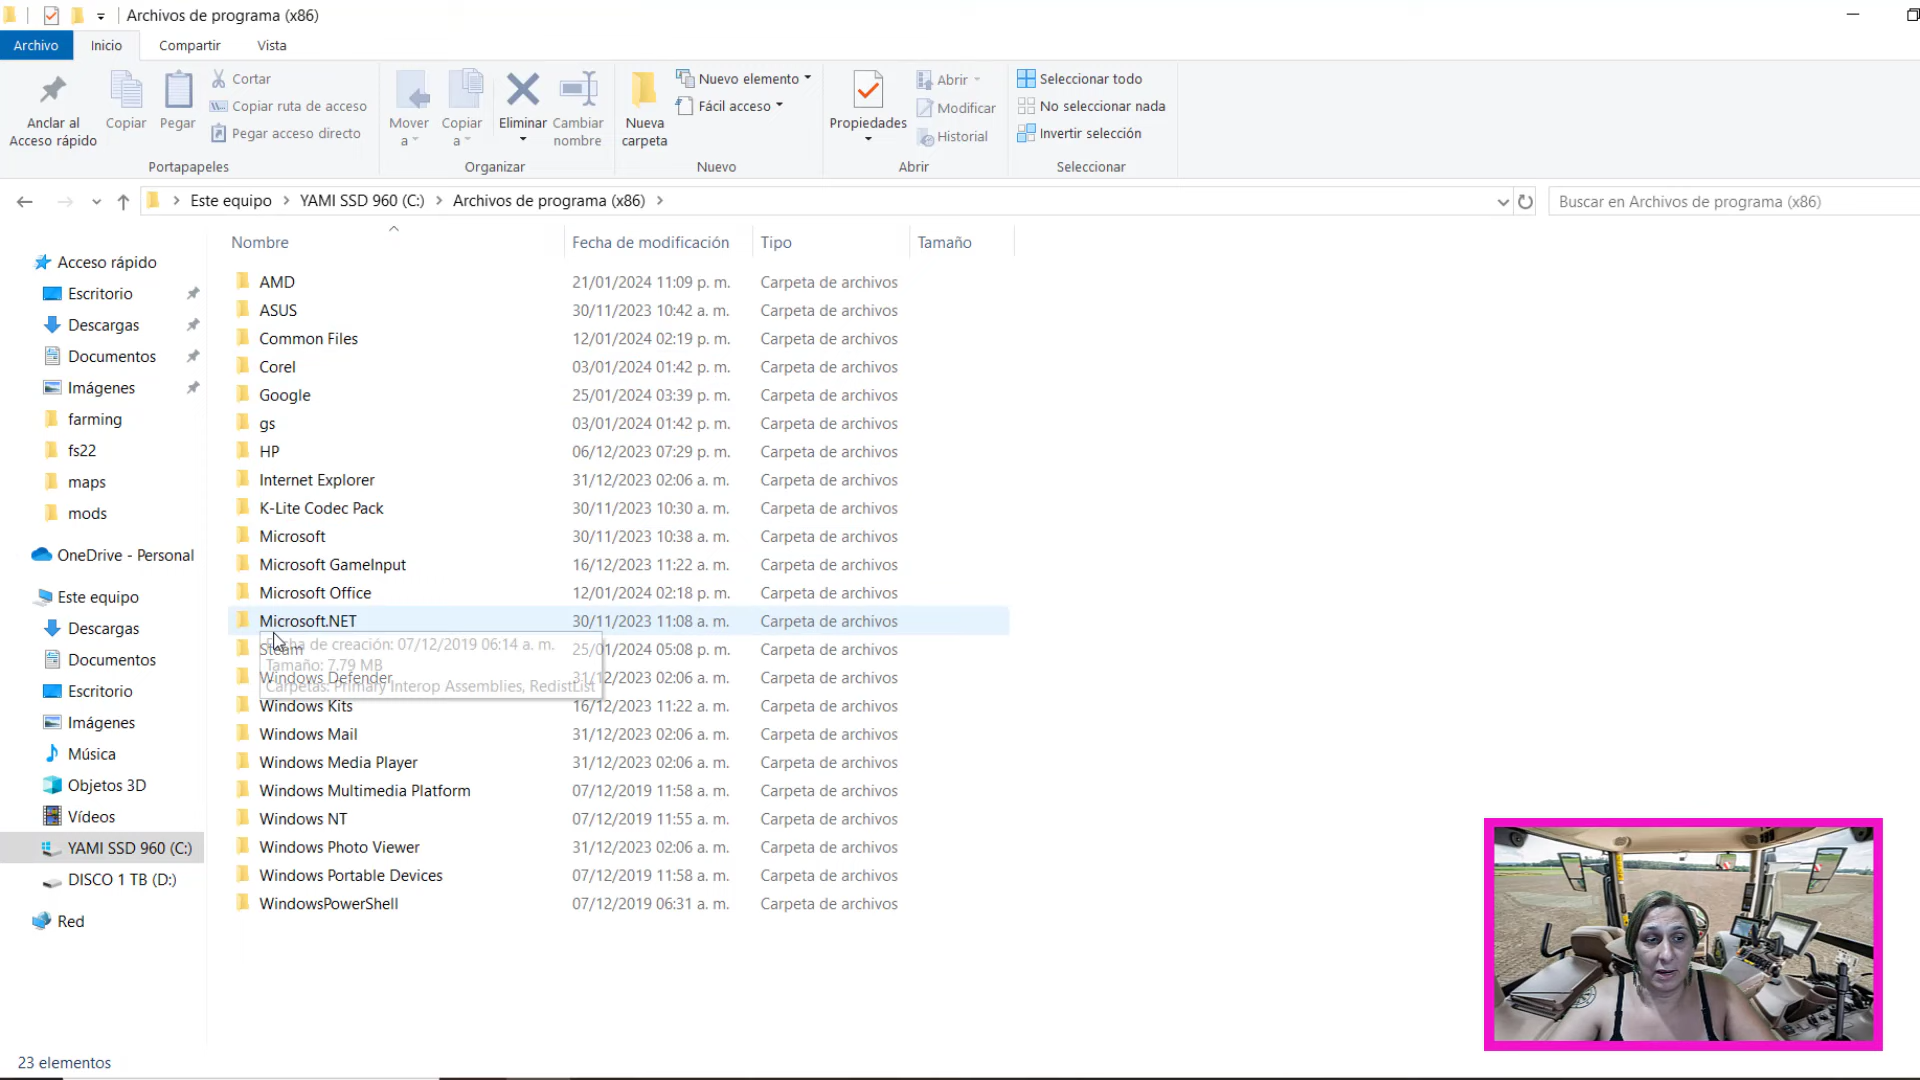 Archivos de programa (x86)
Archivo Inicio Compartir Vista
Anclar al
Acceso rápido
Copiar
Pegar
Cortar
Copiar ruta de acceso
Pegar acceso directo
Portapapeles
Mover
a
Copiar
a
Eliminar
Cambiar
nombre
Organizar
Nueva
carpeta
Nuevo elemento
Fácil acceso
Nuevo
Propiedades
Abrir
Modificar
Historial
Abrir
Seleccionar todo
No seleccionar nada
Invertir selección
Seleccionar
Este equipo > YAMI SSD 960 (C:) > Archivos de programa (x86) >
Buscar en Archivos de programa (x86)
Acceso rápido
Escritorio
Descargas
Documentos
Imágenes
farming
fs22
maps
mods
OneDrive - Personal
Este equipo
Descargas
Documentos
Escritorio
Imágenes
Música
Objetos 3D
Vídeos
YAMI SSD 960 (C:)
DISCO 1 TB (D:)
Red
Nombre Fecha de modificación Tipo Tamaño
AMD 21/01/2024 11:09 p. m. Carpeta de archivos
ASUS 30/11/2023 10:42 a. m. Carpeta de archivos
Common Files 12/01/2024 02:19 p. m. Carpeta de archivos
Corel 03/01/2024 01:42 p. m. Carpeta de archivos
Google 25/01/2024 03:39 p. m. Carpeta de archivos
gs 03/01/2024 01:42 p. m. Carpeta de archivos
HP 06/12/2023 07:29 p. m. Carpeta de archivos
Internet Explorer 31/12/2023 02:06 a. m. Carpeta de archivos
K-Lite Codec Pack 30/11/2023 10:30 a. m. Carpeta de archivos
Microsoft 30/11/2023 10:38 a. m. Carpeta de archivos
Microsoft GameInput 16/12/2023 11:22 a. m. Carpeta de archivos
Microsoft Office 12/01/2024 02:18 p. m. Carpeta de archivos
Microsoft.NET 30/11/2023 11:08 a. m. Carpeta de archivos
Steam 25/01/2024 05:08 p. m. Carpeta de archivos
Windows Defender 31/12/2023 02:06 a. m. Carpeta de archivos
de creación: 07/12/2019 06:14 a. m.
Tamaño: 7.79 MB
Carpetas: Primary Interop Assemblies, RedistList
Windows Kits 16/12/2023 11:22 a. m. Carpeta de archivos
Windows Mail 31/12/2023 02:06 a. m. Carpeta de archivos
Windows Media Player 31/12/2023 02:06 a. m. Carpeta de archivos
Windows Multimedia Platform 07/12/2019 11:58 a. m. Carpeta de archivos
Windows NT 07/12/2019 11:55 a. m. Carpeta de archivos
Windows Photo Viewer 31/12/2023 02:06 a. m. Carpeta de archivos
Windows Portable Devices 07/12/2019 11:58 a. m. Carpeta de archivos
WindowsPowerShell 07/12/2019 06:31 a. m. Carpeta de archivos
23 elementos